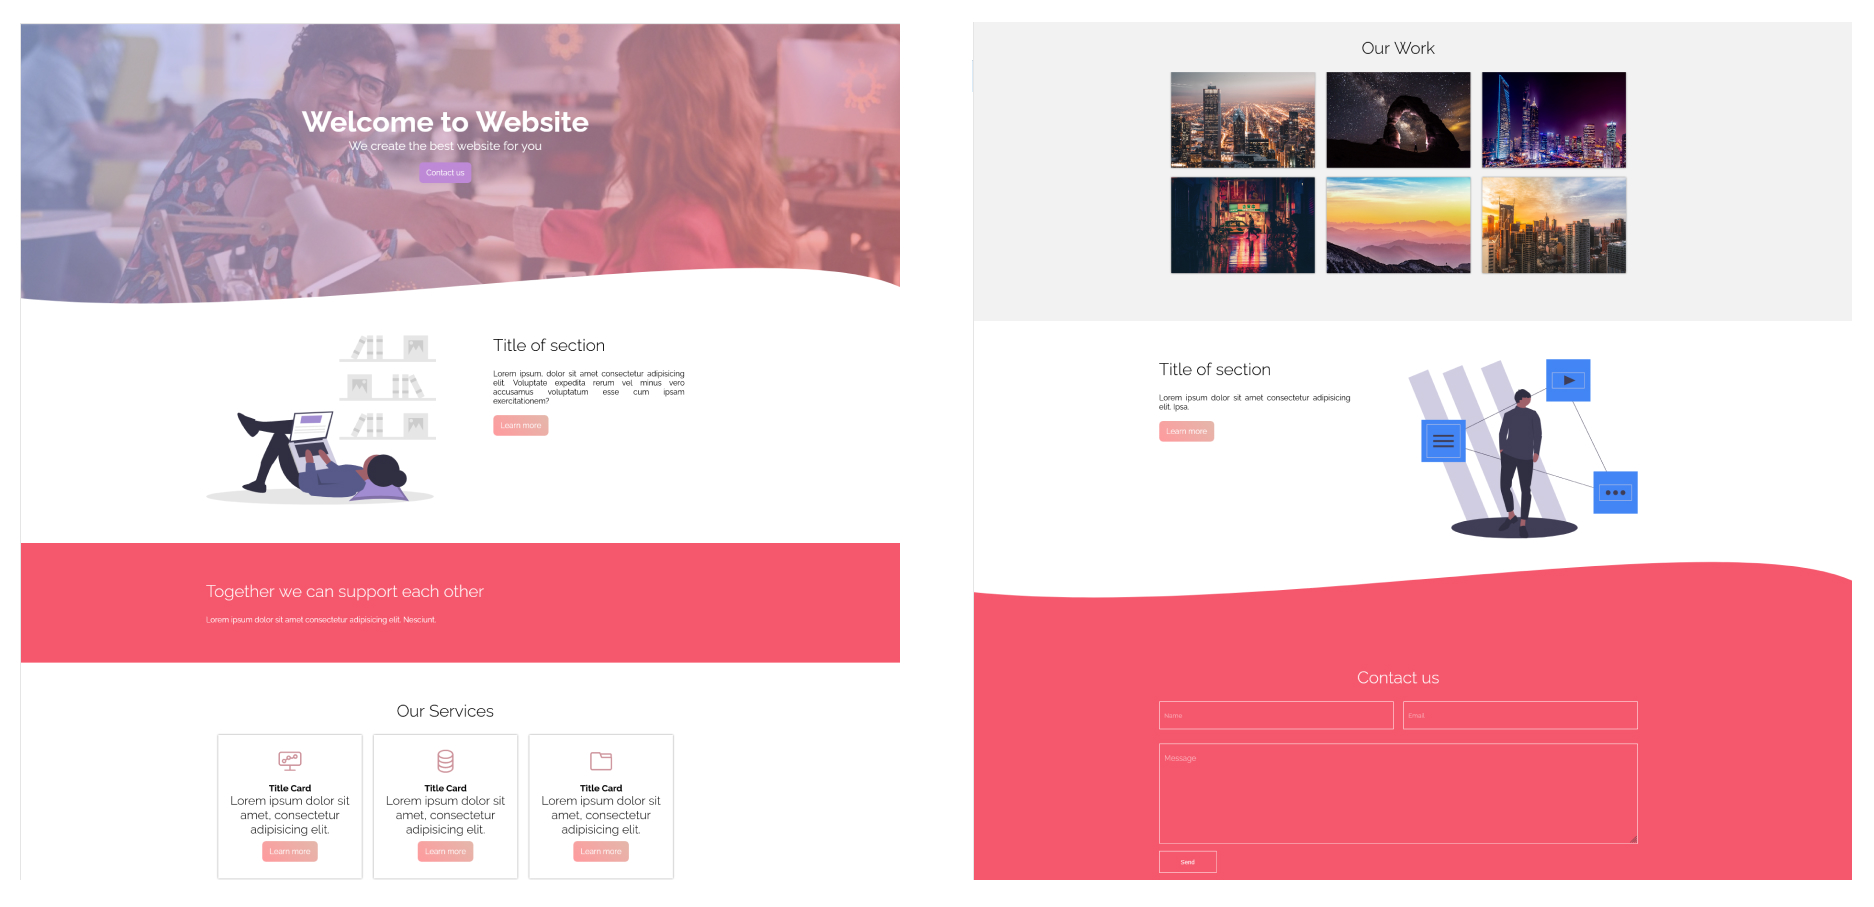 Welcome to Website
We create the best website for you
Contact us
Title of section
Lorem ipsum, dolor sit amet consectetur adipisicing
elit. Voluptate expedita rerum vel minus vero
accusamus voluptatum esse cum ipsam
exercitationem?
Learn more
Together we can support each other
Lorem ipsum dolor sit amet consectetur adipisicing elit. Nesciunt.
Our Services
Title Card
Lorem ipsum dolor sit
amet, consectetur
adipisicing elit.
Learn more
Title Card
Lorem ipsum dolor sit
amet, consectetur
adipisicing elit.
Learn more
Title Card
Lorem ipsum dolor sit
amet, consectetur
adipisicing elit.
Learn more
Our Work
Title of section
Lorem ipsum dolor sit amet consectetur adipisicing
elit. Ipsa.
Learn more
Contact us
Name
Email
Message
Send